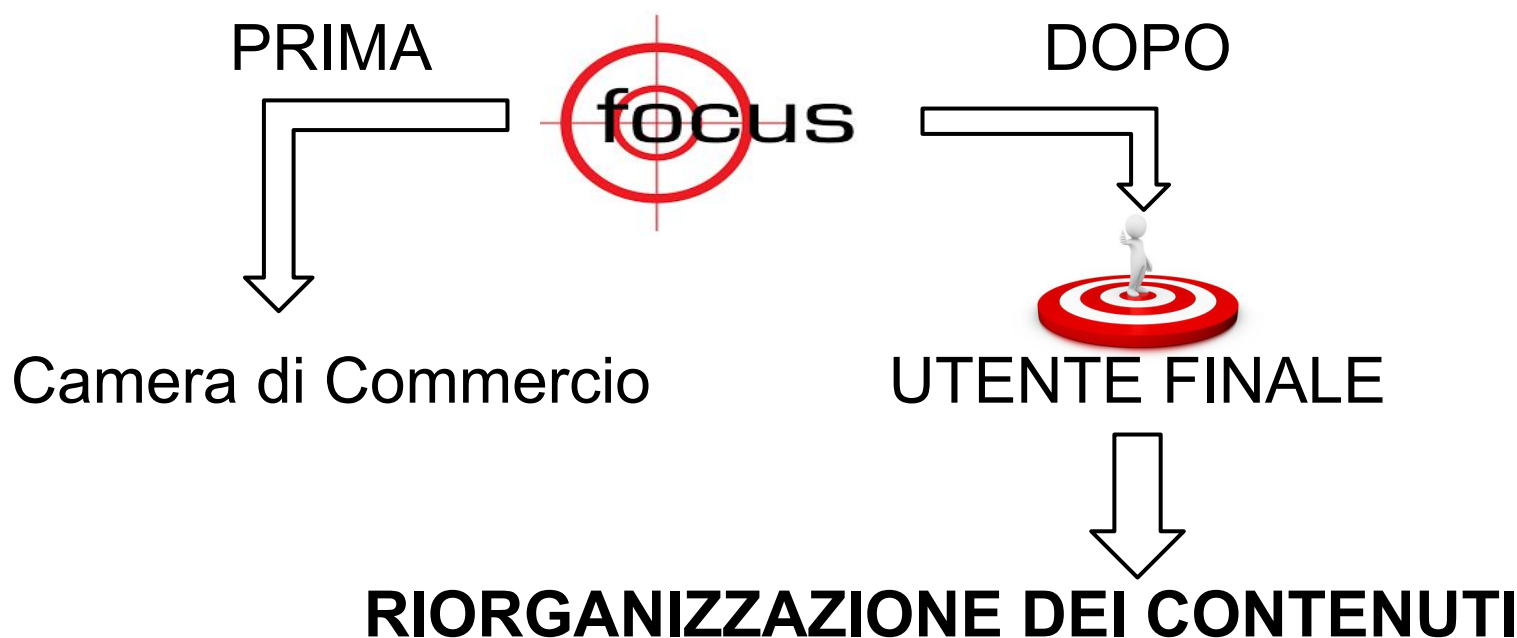 PRIMA
focus
DOPO
Camera di Commercio
UTENTE FINALE
RIORGANIZZAZIONE DEI CONTENUTI